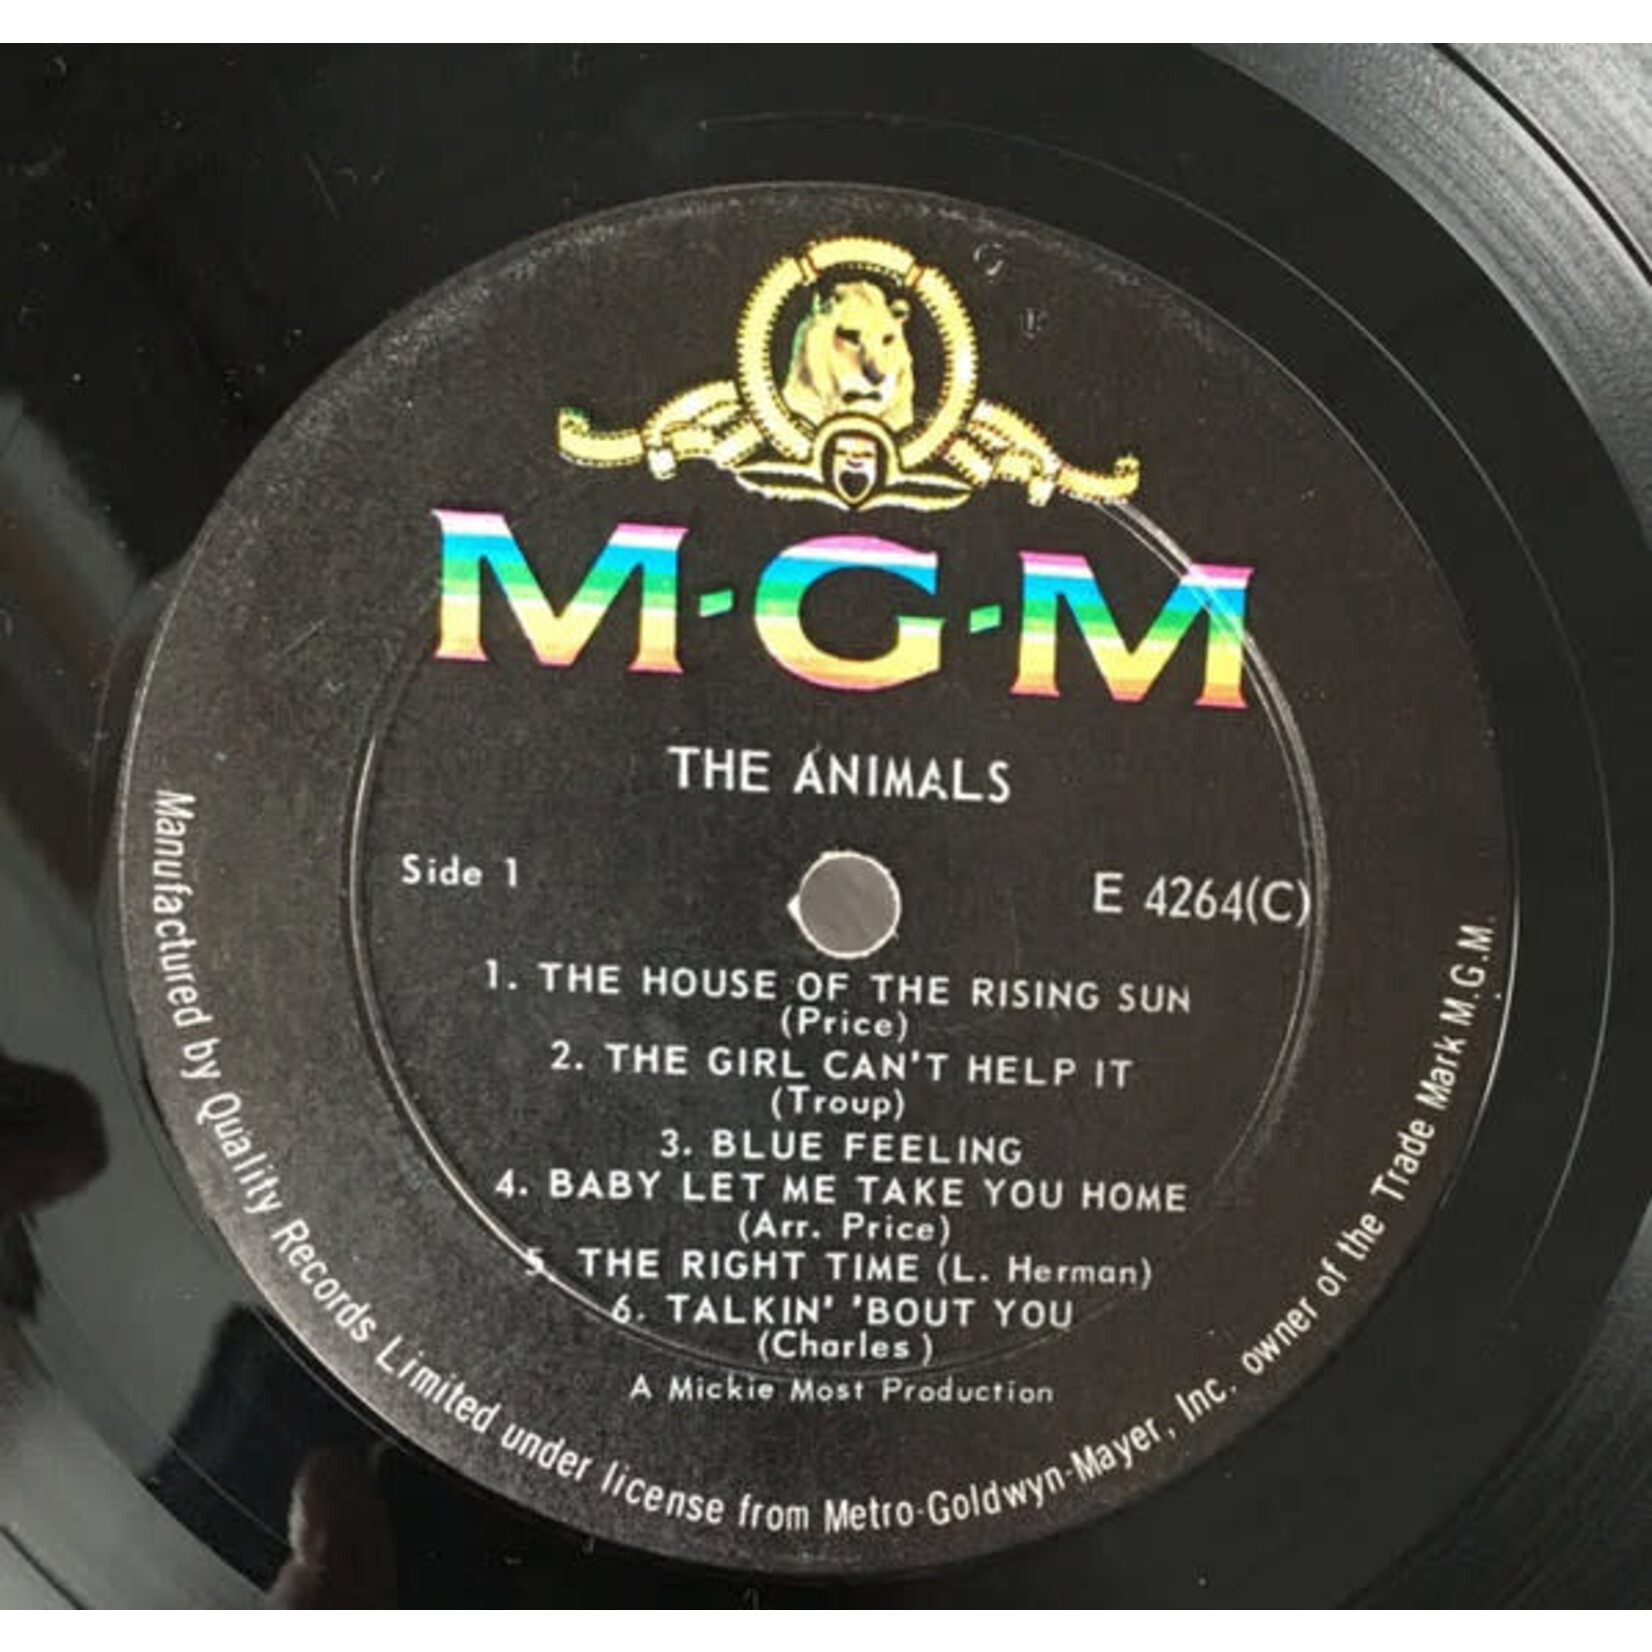 M-G-M
THE ANIMALS
Side 1
E 4264(C)
1. THE HOUSE OF THE RISING SUN
(Price)
2. THE GIRL CAN'T HELP IT
(Troup)
3. BLUE FEELING
4. BABY LET ME TAKE YOU HOME
(Arr. Price)
5. THE RIGHT TIME (L. Herman)
6. TALKIN' 'BOUT YOU
(Charles )
A Mickie Most Production
Manufactured by Quality Records Limited under license from Metro-Goldwyn-Mayer, Inc. owner of the Trade Mark M.G.M.